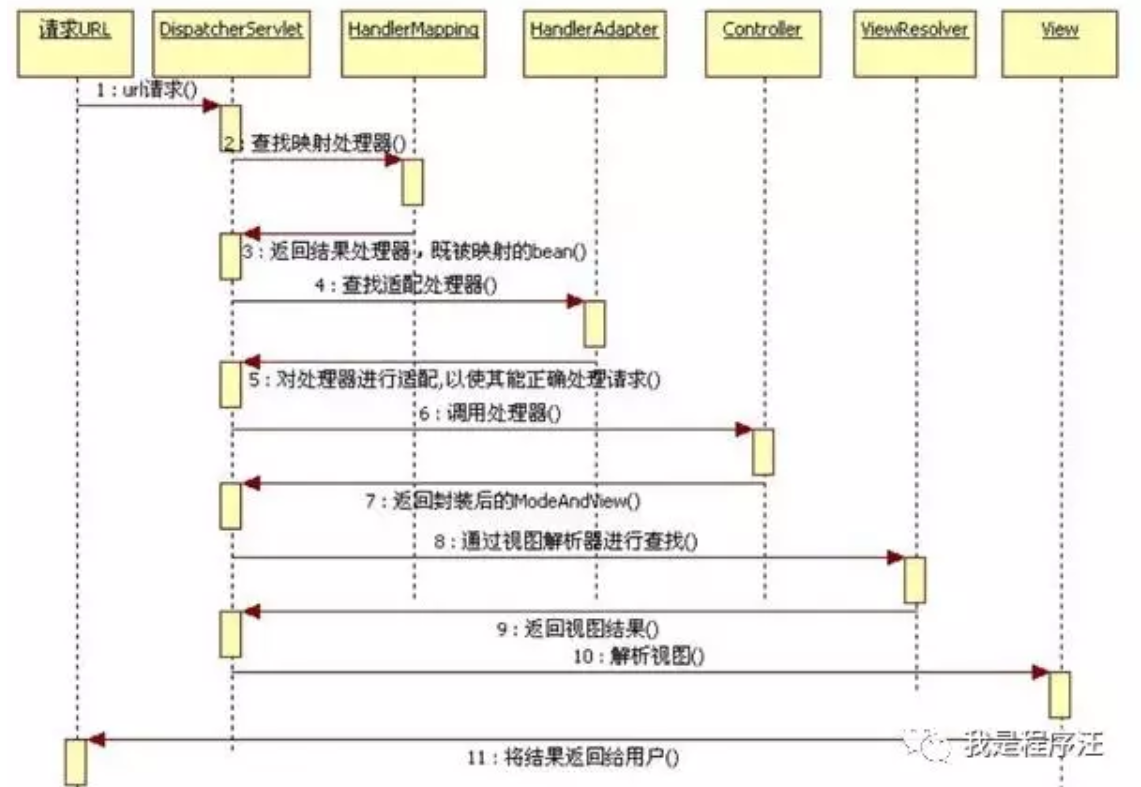 请求URL DispatcherServlet HandlerMapping HandlerAdapter Controller ViewResolver View
1 : url请求()
2 : 查找映射处理器()
3 : 返回结果处理器，既被映射的bean()
4 : 查找适配处理器()
5 : 对处理器进行适配,以使其能正确处理请求()
6 : 调用处理器()
7 : 返回封装后的ModeAndView()
8 : 通过视图解析器进行查找()
9 : 返回视图结果()
10 : 解析视图()
11 : 将结果返回给用户()
我是程序汪